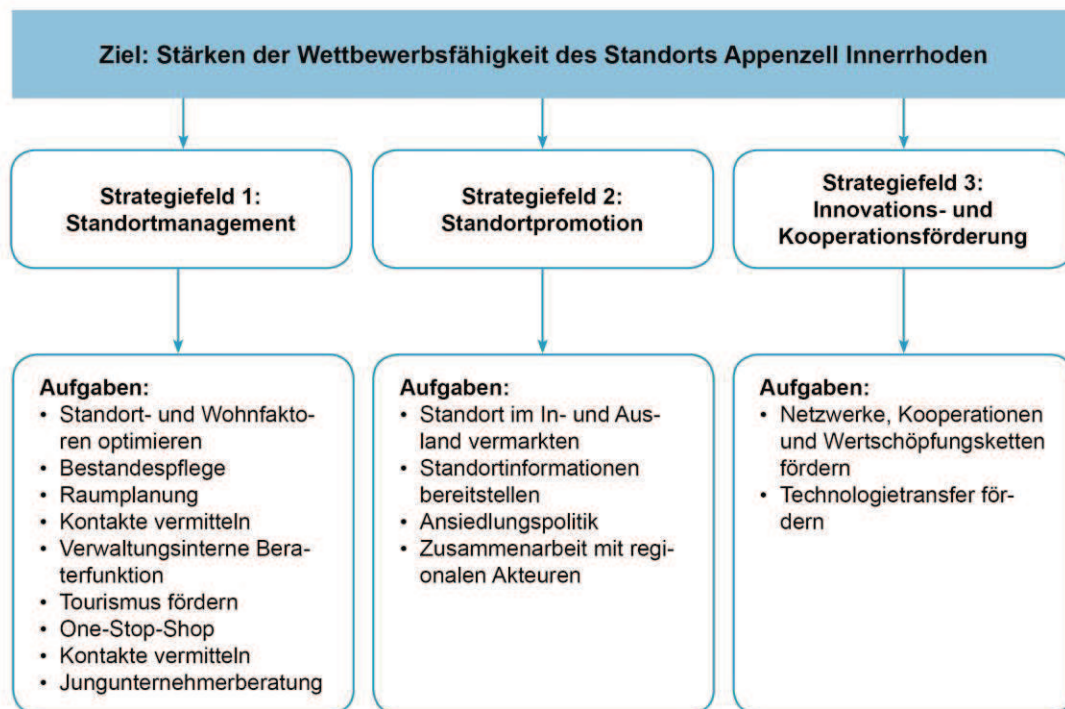 Ziel: Stärken der Wettbewerbsfähigkeit des Standorts Appenzell Innerrhoden
Strategiefeld 1:
Standortmanagement
Strategiefeld 2:
Standortpromotion
Strategiefeld 3:
Innovations- und
Kooperationsförderung
Aufgaben:
• Standort- und Wohnfakto-
ren optimieren
• Bestandespflege
• Raumplanung
• Kontakte vermitteln
• Verwaltungsinterne Bera-
terfunktion
• Tourismus fördern
• One-Stop-Shop
• Kontakte vermitteln
• Jungunternehmerberatung
Aufgaben:
• Standort im In- und Aus-
land vermarkten
• Standortinformationen
bereitstellen
• Ansiedlungspolitik
• Zusammenarbeit mit regi-
onalen Akteuren
Aufgaben:
• Netzwerke, Kooperationen
und Wertschöpfungsketten
fördern
• Technologietransfer för-
dern